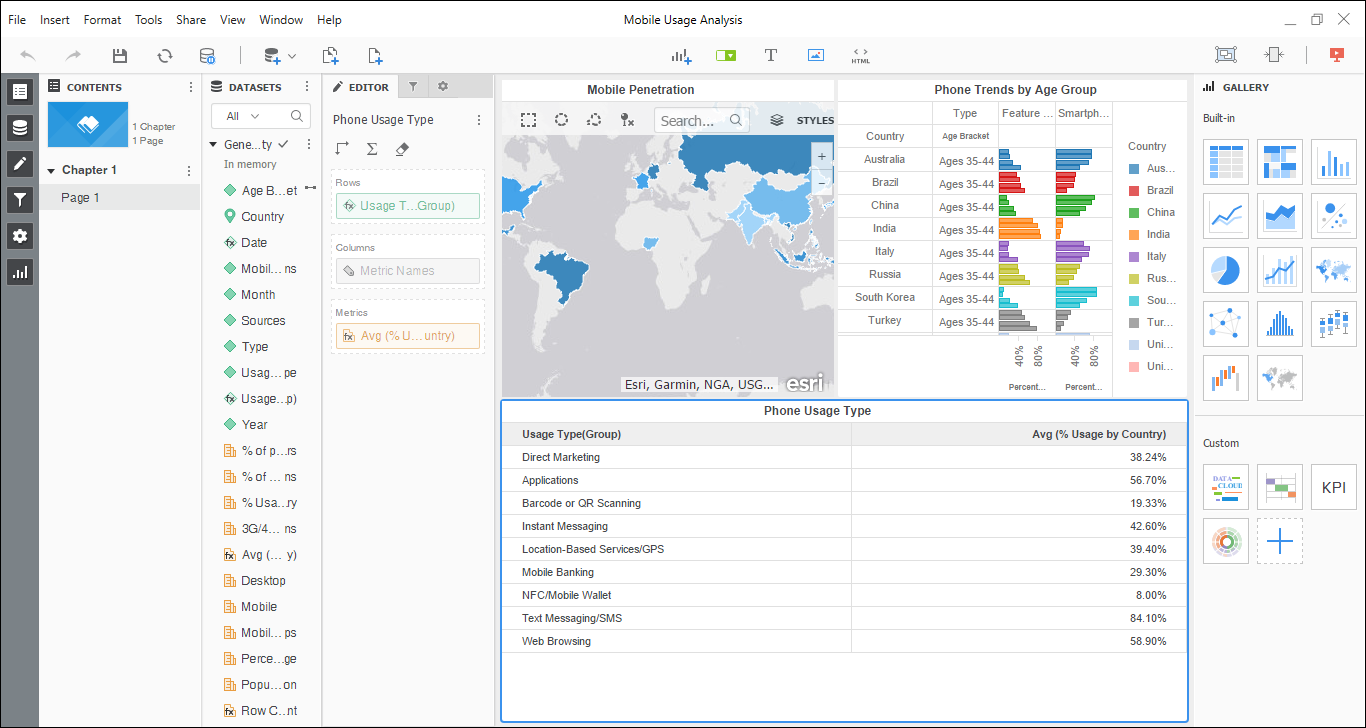 Mobile Usage Analysis
File Insert Format Tools Share View Window Help
HTML
CONTENTS
1 Chapter
1 Page
Chapter 1
Page 1
DATASETS
All
Gene...ty
In memory
Age B...et
Country
Date
Mobil... ns
Month
Sources
Type
Usag... pe
Usage...p)
Year
% of p...rs
% of ... ns
% Usa...ry
3G/4... ns
Avg (... y)
Desktop
Mobile
Mobil... ps
Perce...ge
Popu... on
Row C...nt
EDITOR
Phone Usage Type
Rows
Usage T...Group)
Columns
Metric Names
Metrics
Avg (% U...untry)
Mobile Penetration
Search...
STYLES
Esri, Garmin, NGA, USG...
esri
Phone Trends by Age Group
Type Feature ... Smartph...
Country Age Bracket
Australia Ages 35-44
Brazil Ages 35-44
China Ages 35-44
India Ages 35-44
Italy Ages 35-44
Russia Ages 35-44
South Korea Ages 35-44
Turkey Ages 35-44
40% 80% 40% 80%
Percent... Percent...
Country
Aus...
Brazil
China
India
Italy
Rus...
Sou...
Tur...
Uni...
Uni...
Phone Usage Type
Usage Type(Group) Avg (% Usage by Country)
Direct Marketing 38.24%
Applications 56.70%
Barcode or QR Scanning 19.33%
Instant Messaging 42.60%
Location-Based Services/GPS 39.40%
Mobile Banking 29.30%
NFC/Mobile Wallet 8.00%
Text Messaging/SMS 84.10%
Web Browsing 58.90%
GALLERY
Built-in
Custom
DATA
CLOUD
KPI